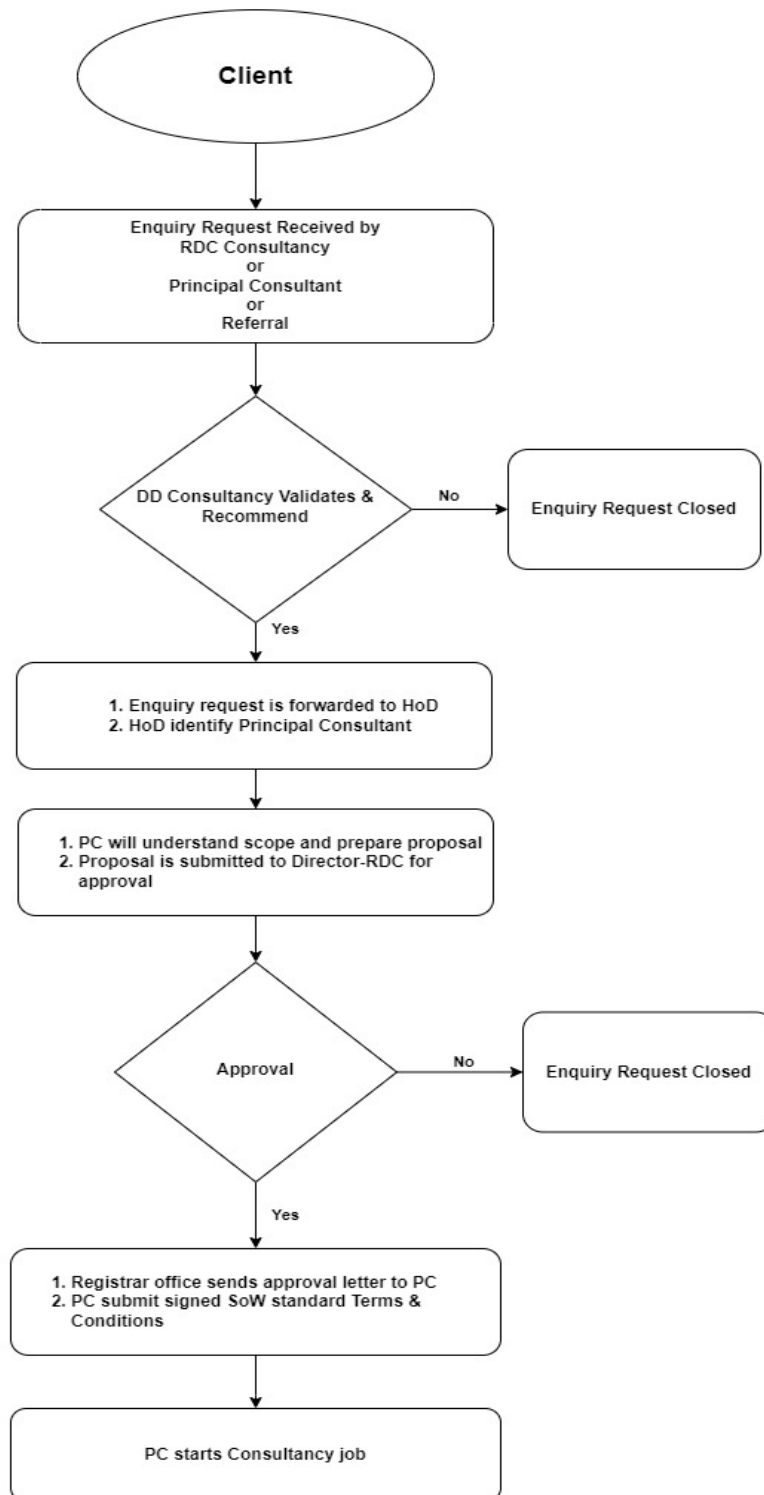 Client
Enquiry Request Received by
RDC Consultancy
or
Principal Consultant
or
Referral
DD Consultancy Validates &
Recommend
No
Enquiry Request Closed
Yes
1. Enquiry request is forwarded to HoD
2. HoD identify Principal Consultant
1. PC will understand scope and prepare proposal
2. Proposal is submitted to Director-RDC for
approval
Approval
No
Enquiry Request Closed
Yes
1. Registrar office sends approval letter to PC
2. PC submit signed SoW standard Terms &
Conditions
PC starts Consultancy job